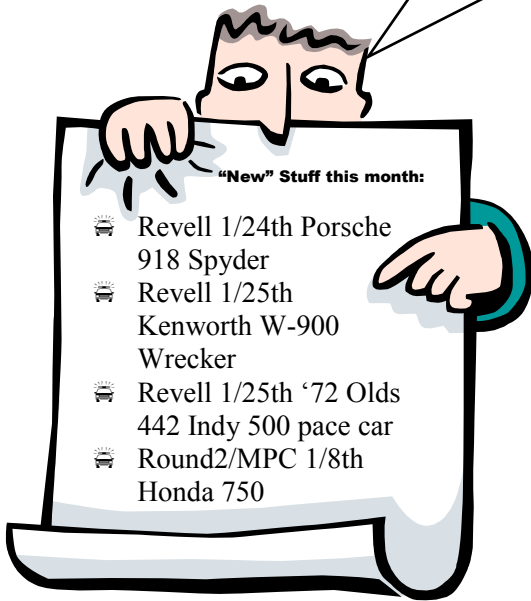 “New” Stuff this month:
Revell 1/24th Porsche
918 Spyder
Revell 1/25th
Kenworth W-900
Wrecker
Revell 1/25th ‘72 Olds
442 Indy 500 pace car
Round2/MPC 1/8th
Honda 750